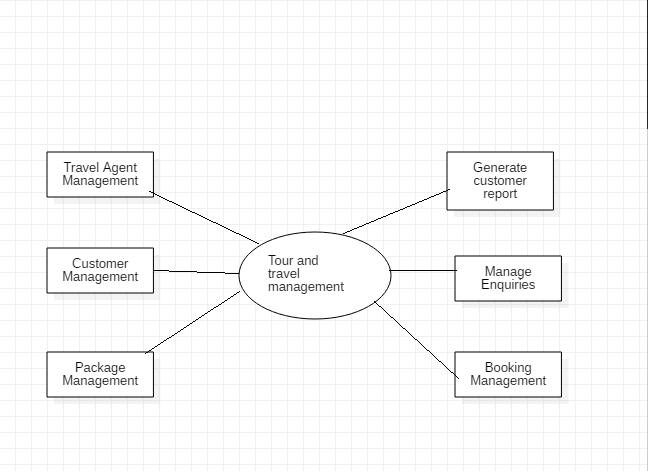 Travel Agent
Management
Generate
customer
report
Tour and
travel
management
Customer
Management
Manage
Enquiries
Package
Management
Booking
Management